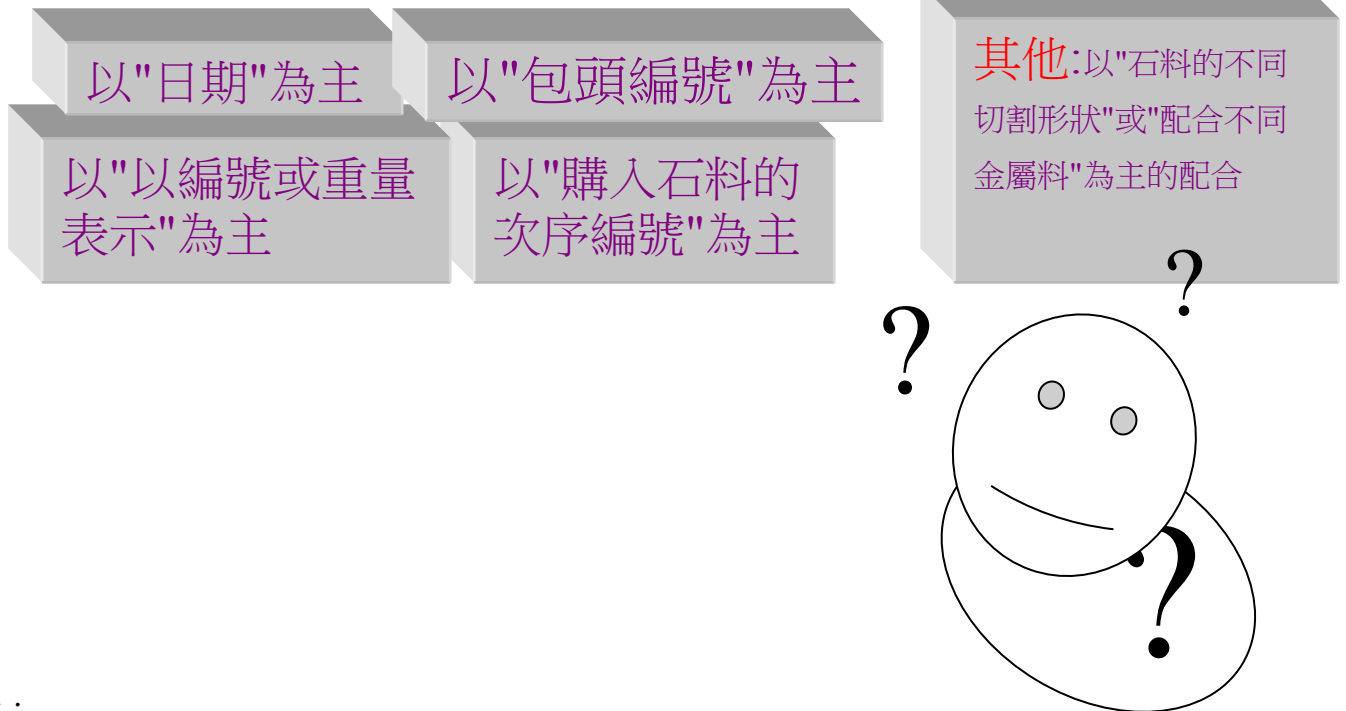 以"日期"為主
以"包頭編號"為主
以"以編號或重量
表示"為主
以"購入石料的
次序編號"為主
其他:以"石料的不同
切割形狀"或"配合不同
金屬料"為主的配合
?
?
?